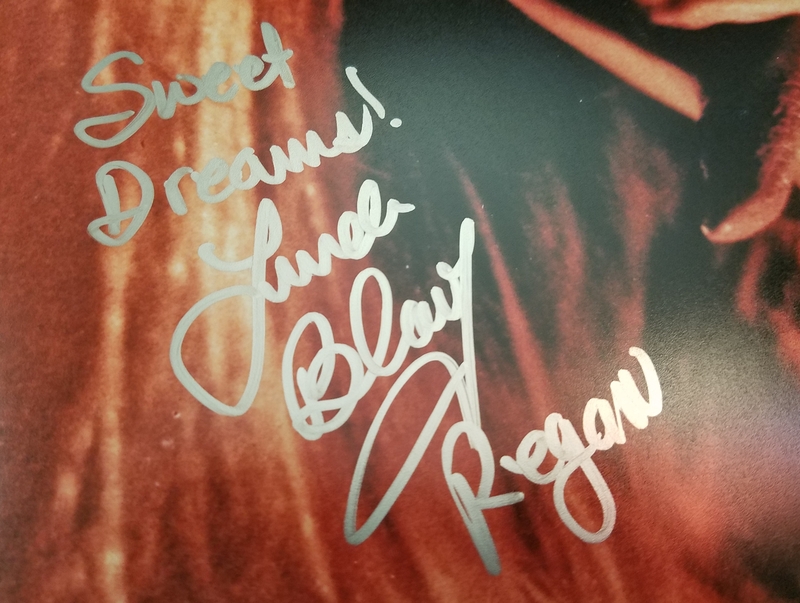 Sweet
Dreams!
Linda
Blair
Regan